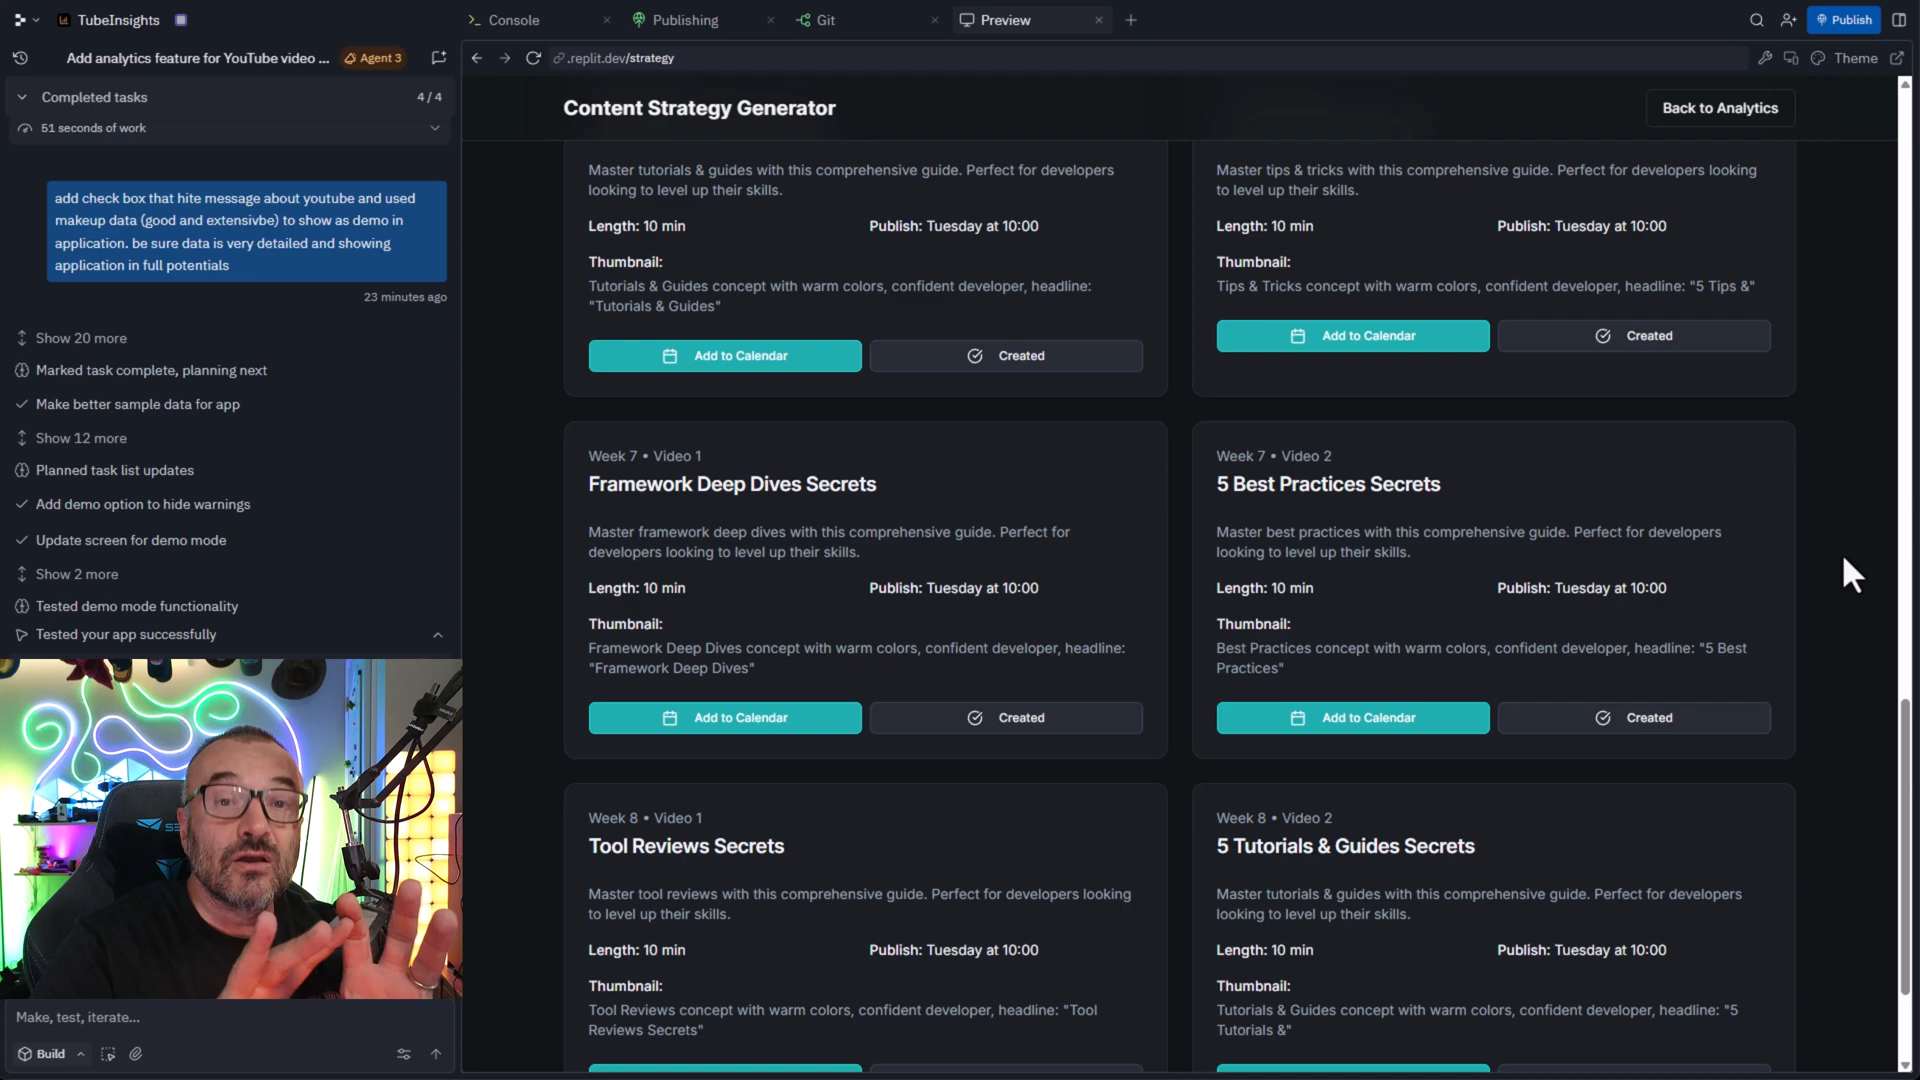 TubeInsights
Console
Publishing
Git
Preview
Publish
Add analytics feature for YouTube video ...
Agent 3
.replit.dev/strategy
Theme
Completed tasks
4 / 4
51 seconds of work
add check box that hite message about youtube and used
makeup data (good and extensivbe) to show as demo in
application. be sure data is very detailed and showing
application in full potentials
23 minutes ago
Show 20 more
Marked task complete, planning next
Make better sample data for app
Show 12 more
Planned task list updates
Add demo option to hide warnings
Update screen for demo mode
Show 2 more
Tested demo mode functionality
Tested your app successfully
Make, test, iterate...
Build
Content Strategy Generator
Back to Analytics
Master tutorials & guides with this comprehensive guide. Perfect for developers
looking to level up their skills.
Length: 10 min
Publish: Tuesday at 10:00
Thumbnail:
Tutorials & Guides concept with warm colors, confident developer, headline:
"Tutorials & Guides"
Add to Calendar
Created
Master tips & tricks with this comprehensive guide. Perfect for developers looking
to level up their skills.
Length: 10 min
Publish: Tuesday at 10:00
Thumbnail:
Tips & Tricks concept with warm colors, confident developer, headline: "5 Tips &"
Add to Calendar
Created
Week 7 • Video 1
Framework Deep Dives Secrets
Master framework deep dives with this comprehensive guide. Perfect for
developers looking to level up their skills.
Length: 10 min
Publish: Tuesday at 10:00
Thumbnail:
Framework Deep Dives concept with warm colors, confident developer, headline:
"Framework Deep Dives"
Add to Calendar
Created
Week 7 • Video 2
5 Best Practices Secrets
Master best practices with this comprehensive guide. Perfect for developers
looking to level up their skills.
Length: 10 min
Publish: Tuesday at 10:00
Thumbnail:
Best Practices concept with warm colors, confident developer, headline: "5 Best
Practices"
Add to Calendar
Created
Week 8 • Video 1
Tool Reviews Secrets
Master tool reviews with this comprehensive guide. Perfect for developers looking
to level up their skills.
Length: 10 min
Publish: Tuesday at 10:00
Thumbnail:
Tool Reviews concept with warm colors, confident developer, headline: "Tool
Reviews Secrets"
Week 8 • Video 2
5 Tutorials & Guides Secrets
Master tutorials & guides with this comprehensive guide. Perfect for developers
looking to level up their skills.
Length: 10 min
Publish: Tuesday at 10:00
Thumbnail:
Tutorials & Guides concept with warm colors, confident developer, headline: "5
Tutorials &"